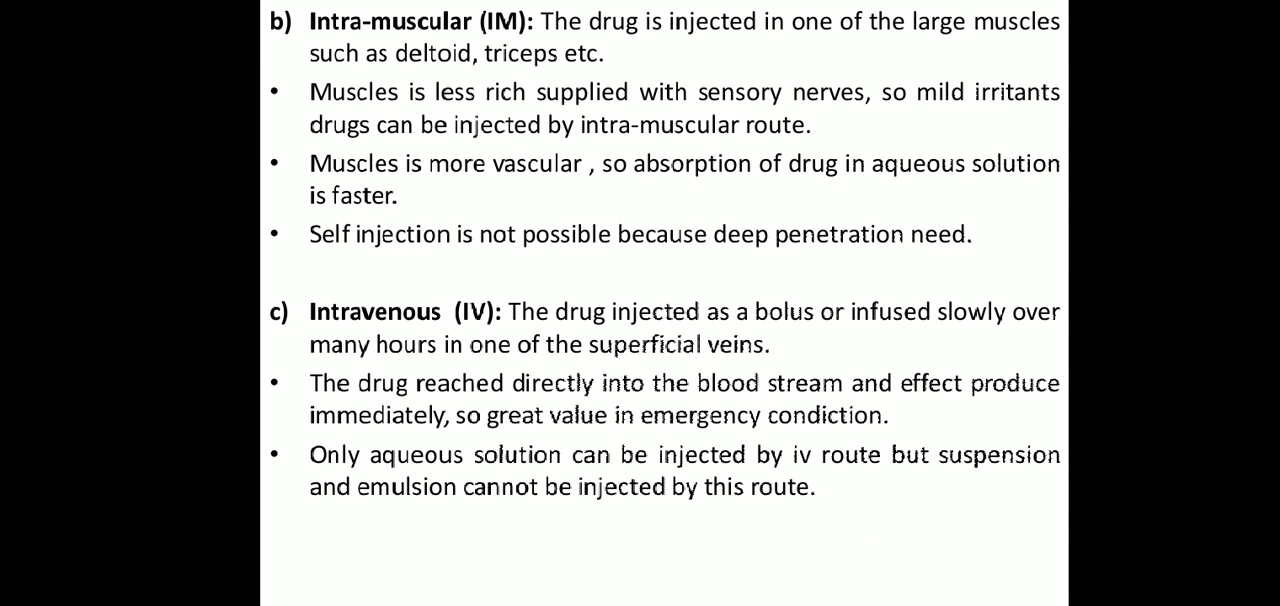 b) Intra-muscular (IM): The drug is injected in one of the large muscles
such as deltoid, triceps etc.
• Muscles is less rich supplied with sensory nerves, so mild irritants
drugs can be injected by intra-muscular route.
• Muscles is more vascular , so absorption of drug in aqueous solution
is faster.
• Self injection is not possible because deep penetration need.
c) Intravenous (IV): The drug injected as a bolus or infused slowly over
many hours in one of the superficial veins.
• The drug reached directly into the blood stream and effect produce
immediately, so great value in emergency condiction.
• Only aqueous solution can be injected by iv route but suspension
and emulsion cannot be injected by this route.